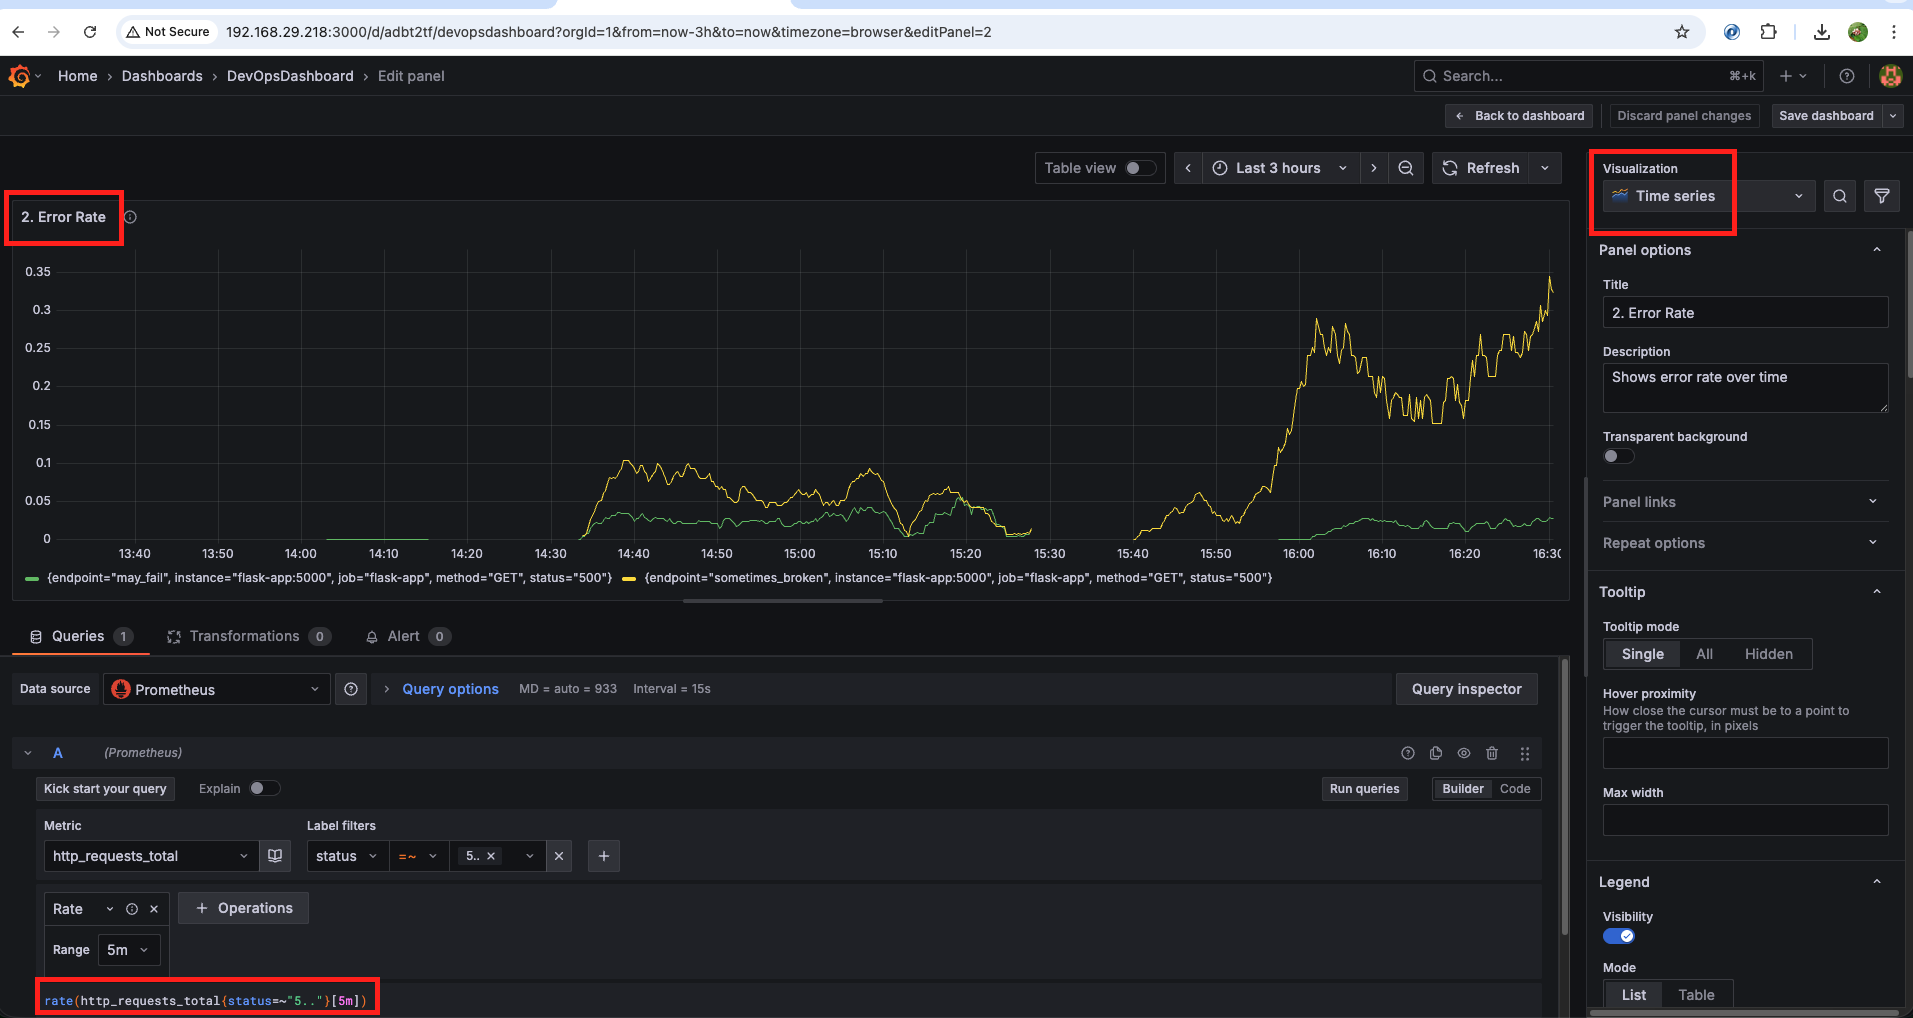 Not Secure 192.168.29.218:3000/d/adbt2tf/devopsdashboard?orgId=1&from=now-3h&to=now&timezone=browser&editPanel=2
Home › Dashboards › DevOpsDashboard › Edit panel
Search... ⌘+k
Back to dashboard Discard panel changes Save dashboard
Table view Last 3 hours Refresh
Visualization
Time series
2. Error Rate
0.35
0.3
0.25
0.2
0.15
0.1
0.05
0
13:40 13:50 14:00 14:10 14:20 14:30 14:40 14:50 15:00 15:10 15:20 15:30 15:40 15:50 16:00 16:10 16:20 16:30
{endpoint="may_fail", instance="flask-app:5000", job="flask-app", method="GET", status="500"} {endpoint="sometimes_broken", instance="flask-app:5000", job="flask-app", method="GET", status="500"}
Queries 1 Transformations 0 Alert 0
Data source Prometheus Query options MD = auto = 933 Interval = 15s Query inspector
A (Prometheus)
Kick start your query Explain Run queries Builder Code
Metric Label filters
http_requests_total status =~ 5..
Rate + Operations
Range 5m
rate(http_requests_total{status=~"5.."}[5m])
Panel options
Title
2. Error Rate
Description
Shows error rate over time
Transparent background
Panel links
Repeat options
Tooltip
Tooltip mode
Single All Hidden
Hover proximity
How close the cursor must be to a point to
trigger the tooltip, in pixels
Max width
Legend
Visibility
Mode
List Table